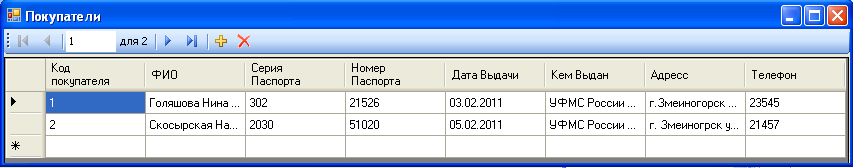 Покупатели
1 для 2
Код покупателя ФИО Серия Паспорта Номер Паспорта Дата Выдачи Кем Выдан Адресс Телефон
1 Голяшова Нина ... 302 21526 03.02.2011 УФМС России ... г.Змеиногорск ... 23545
2 Скосырская На... 2030 51020 05.02.2011 УФМС России ... г. Змеиногрск у... 21457